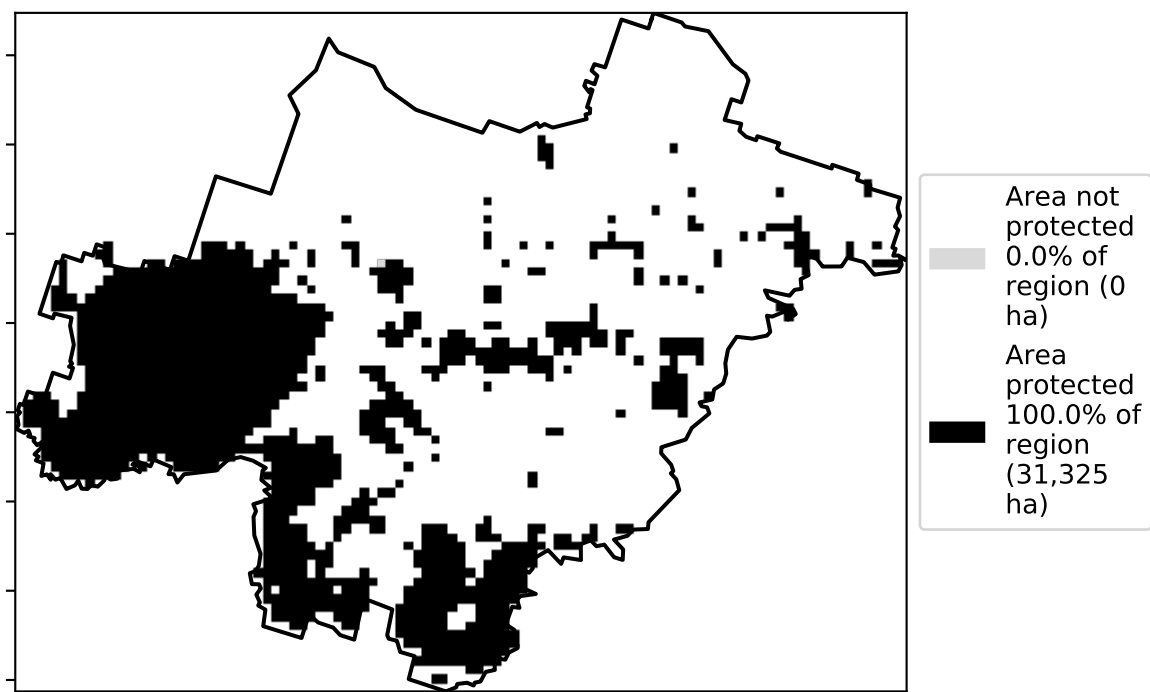 Area not
protected
0.0% of
region (0
ha)
Area
protected
100.0% of
region
(31,325
ha)